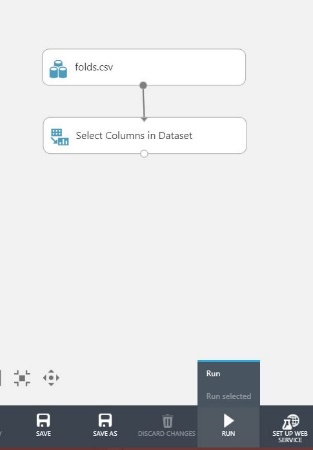 folds.csv
Select Columns in Dataset
Run
Run selected
SAVE
SAVE AS
DISCARD CHANGES
RUN
SET UP WEB
SERVICE